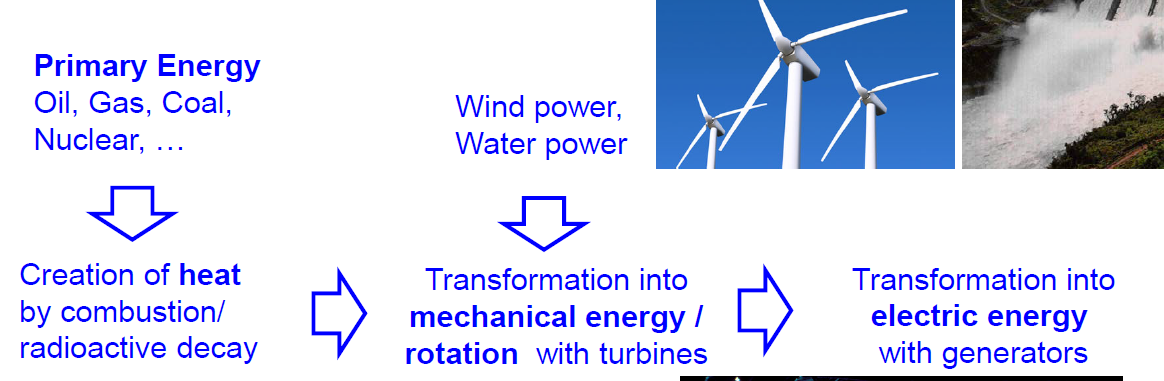 Primary Energy
Oil, Gas, Coal,
Nuclear, …
Wind power,
Water power
Creation of heat
by combustion/
radioactive decay
Transformation into
mechanical energy /
rotation with turbines
Transformation into
electric energy
with generators